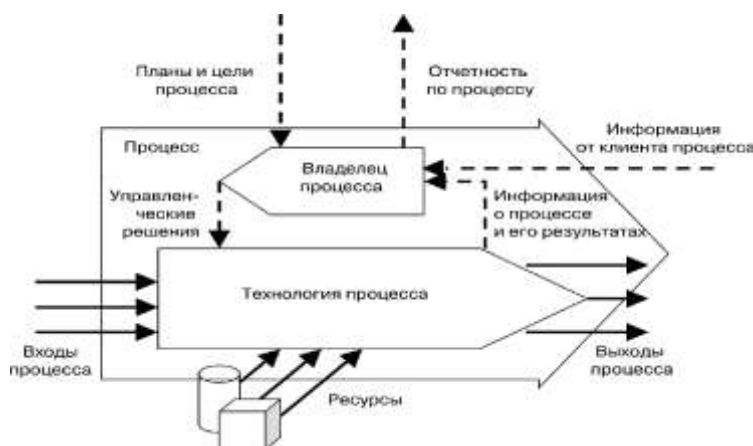 Планы и цели
процесса
Отчетность
по процессу
Информация
от клиента процесса
Процесс
Владелец
процесса
Управлен-
ческие
решения
Информация
о процессе
и его результатах
Технология процесса
Входы
процесса
Выходы
процесса
Ресурсы